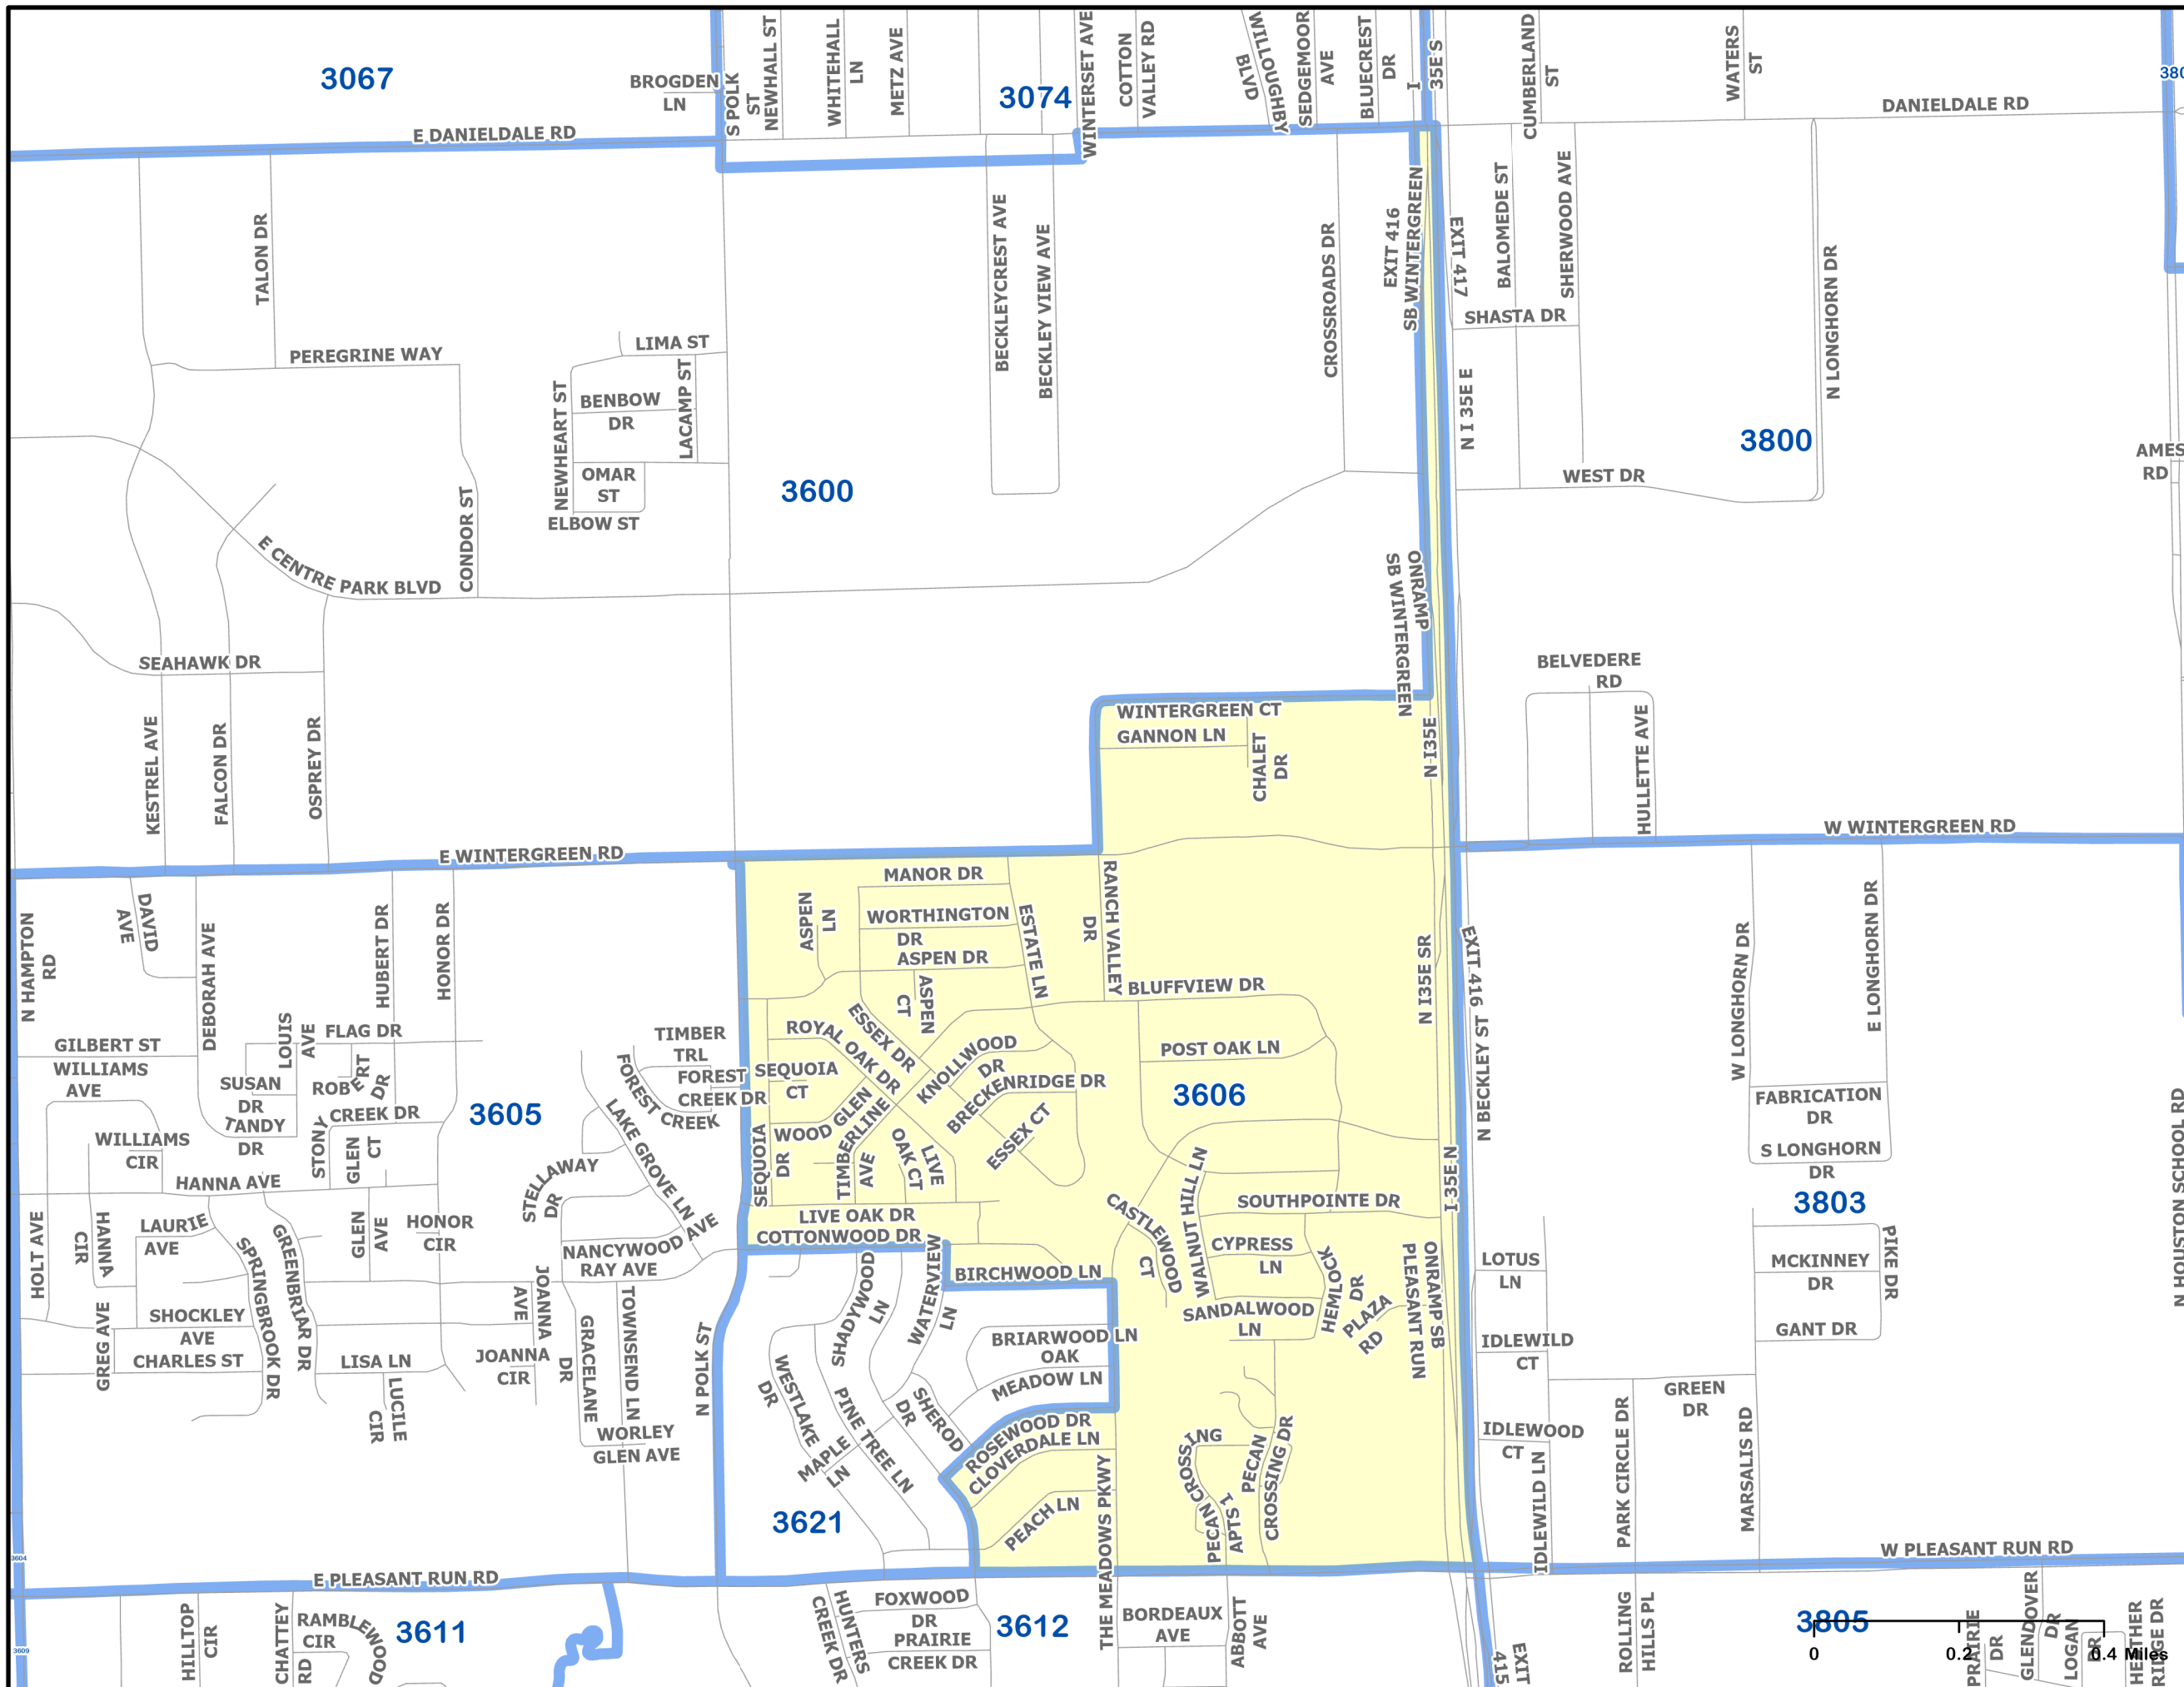 3067
BROGDEN
LN
S POLK
ST
NEWHALL ST
WHITEHALL
LN
METZ AVE
3074
WINTERSET AVE
COTTON
VALLEY RD
WILLOUGHBY
BLVD
SEDGEMOOR
AVE
BLUECREST
DR
I
35E S
CUMBERLAND
ST
WATERS
ST
380
E DANIELDALE RD
DANIELDALE RD
TALON DR
BECKLEYCREST AVE
BECKLEY VIEW AVE
CROSSROADS DR
EXIT 416
SB WINTERGREEN
EXIT 417
BALOMEDE ST
SHERWOOD AVE
N LONGHORN DR
SHASTA DR
PEREGRINE WAY
LIMA ST
NEWHEART ST
BENBOW
DR
LACAMP ST
N I 35E E
3800
AMES
RD
OMAR
ST
ELBOW ST
3600
WEST DR
CONDOR ST
E CENTRE PARK BLVD
ONRAMP
SB WINTERGREEN
SEAHAWK DR
BELVEDERE
RD
KESTREL AVE
FALCON DR
OSPREY DR
WINTERGREEN CT
GANNON LN
CHALET
DR
N I35E
HULLETTE AVE
E WINTERGREEN RD
W WINTERGREEN RD
N HAMPTON
RD
DAVID
AVE
DEBORAH AVE
HUBERT DR
HONOR DR
MANOR DR
ASPEN
LN
WORTHINGTON
DR
ASPEN DR
ASPEN
CT
ESTATE LN
RANCH VALLEY
DR
BLUFFVIEW DR
N I35E SR
EXIT 416
N BECKLEY ST
W LONGHORN DR
E LONGHORN DR
GILBERT ST
WILLIAMS
AVE
LOUIS
AVE
FLAG DR
SUSAN
DR
ROBERT
DR
TANDY
DR
STONY
CREEK DR
GLEN
CT
WILLIAMS
CIR
HANNA AVE
3605
TIMBER
TRL
FOREST
CREEK DR
FOREST
CREEK
LAKE GROVE LN
STELLAWAY
DR
ROYAL OAK DR
ESSEX DR
KNOLLWOOD
DR
SEQUOIA
CT
BRECKENRIDGE DR
WOOD GLEN
TIMBERLINE
AVE
SEQUOIA
DR
OAK CT
LIVE
ESSEX CT
POST OAK LN
3606
FABRICATION
DR
S LONGHORN
DR
3803
N HOUSTON SCHOOL RD
I 35E N
HOLT AVE
HANNA
CIR
LAURIE
AVE
SPRINGBROOK DR
GREENBRIAR DR
GLEN
AVE
HONOR
CIR
NANCYWOOD AVE
RAY AVE
LIVE OAK DR
COTTONWOOD DR
CASTLEWOOD
CT
WALNUT HILL LN
SOUTHPOINTE DR
CYPRESS
LN
HEMLOCK
DR
PLAZA
RD
ONRAMP SB
PLEASANT RUN
LOTUS
LN
MCKINNEY
DR
PIKE DR
GREG AVE
SHOCKLEY
AVE
CHARLES ST
LISA LN
LUCILE
CIR
JOANNA
AVE
JOANNA
CIR
GRACELANE
DR
TOWNSEND LN
WORLEY
GLEN AVE
N POLK ST
SHADYWOOD
LN
WATERVIEW
LN
BIRCHWOOD LN
BRIARWOOD LN
OAK
MEADOW LN
SANDALWOOD
LN
IDLEWILD
CT
GANT DR
GREEN
DR
WESTLAKE
DR
PINE TREE LN
MAPLE
LN
SHEROD
DR
ROSEWOOD DR
CLOVERDALE LN
PEACH LN
THE MEADOWS PKWY
PECAN CROSSING
APTS 1
PECAN
CROSSING DR
IDLEWOOD
CT
IDLEWILD LN
PARK CIRCLE DR
MARSALIS RD
3621
3604
E PLEASANT RUN RD
W PLEASANT RUN RD
HILLTOP
CIR
CHATTEY
RD
RAMBLEWOOD
CIR
3611
HUNTERS
CREEK DR
FOXWOOD
DR
PRAIRIE
CREEK DR
3612
BORDEAUX
AVE
ABBOTT
AVE
EXIT
415
ROLLING
HILLS PL
3805
PRAIRIE
DR
GLENDOVER
DR
LOGAN
DR
HEATHER
RIDGE DR
3609
0
0.2
0.4 Miles